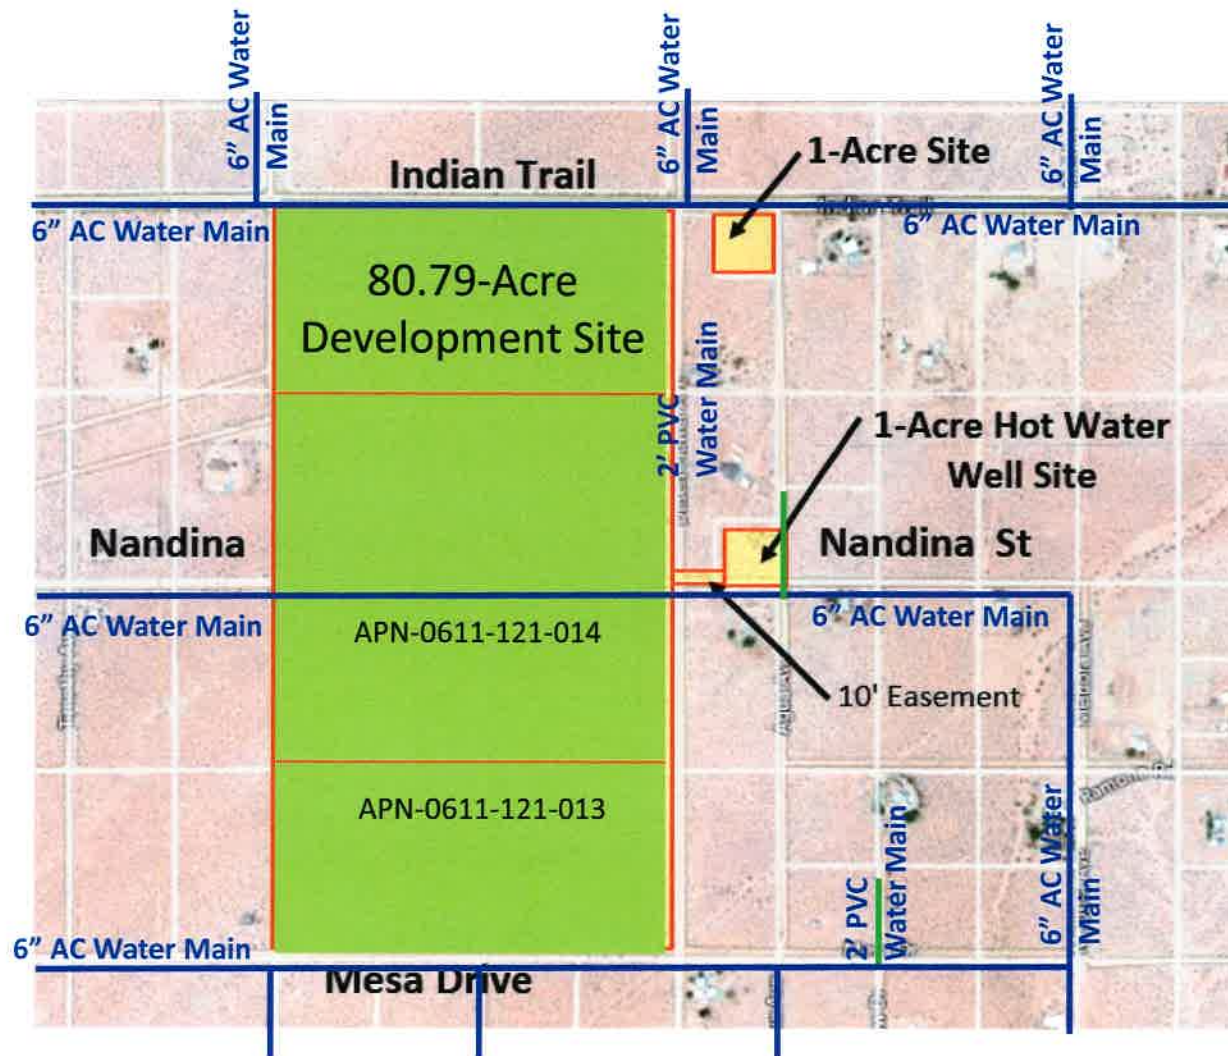 6" AC Water
Main
6" AC Water
Main
6" AC Water
Main
1-Acre Site
Indian Trail
6" AC Water Main
6" AC Water Main
80.79-Acre
Development Site
2' PVC
Water Main
1-Acre Hot Water
Well Site
Nandina
Nandina St
6" AC Water Main
6" AC Water Main
APN-0611-121-014
10' Easement
Ramona
APN-0611-121-013
2' PVC
Water Main
6" AC Water
Main
6" AC Water Main
Mesa Drive